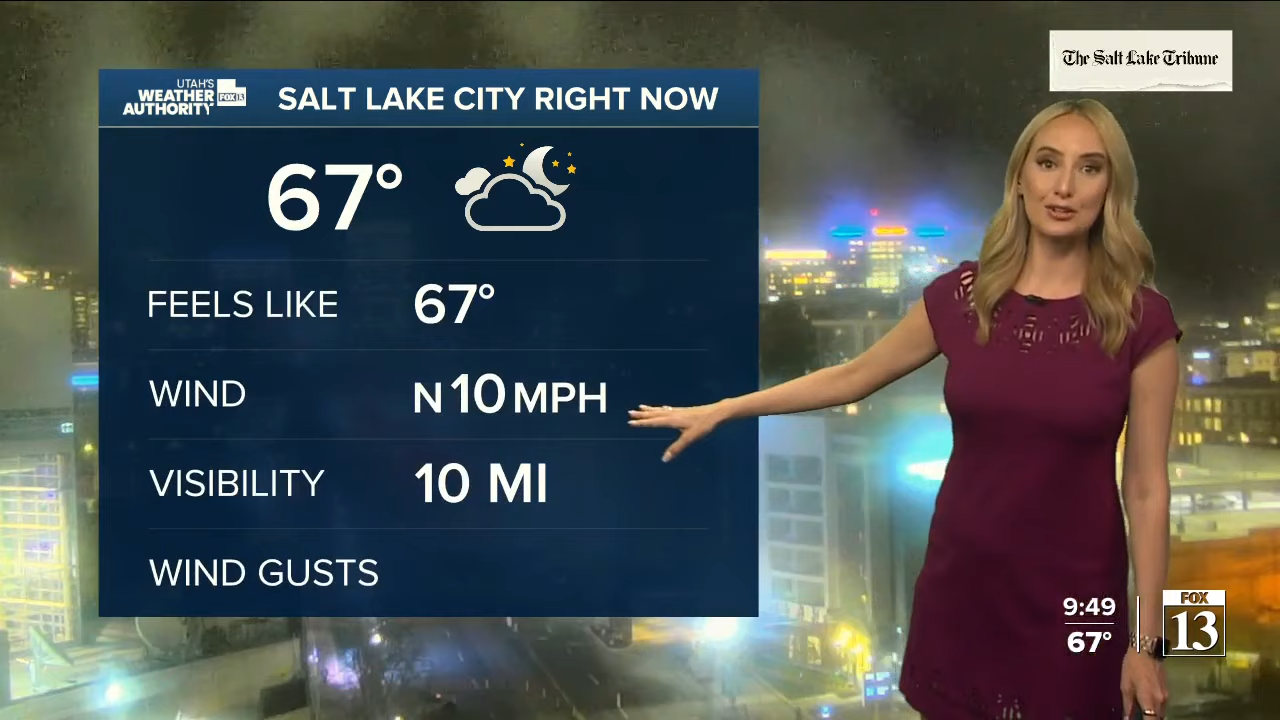 UTAH'S
WEATHER
AUTHORITY
FOX 13
SALT LAKE CITY RIGHT NOW
67°
FEELS LIKE 67°
WIND N 10 MPH
VISIBILITY 10 MI
WIND GUSTS
The Salt Lake Tribune
9:49
67°
FOX
13